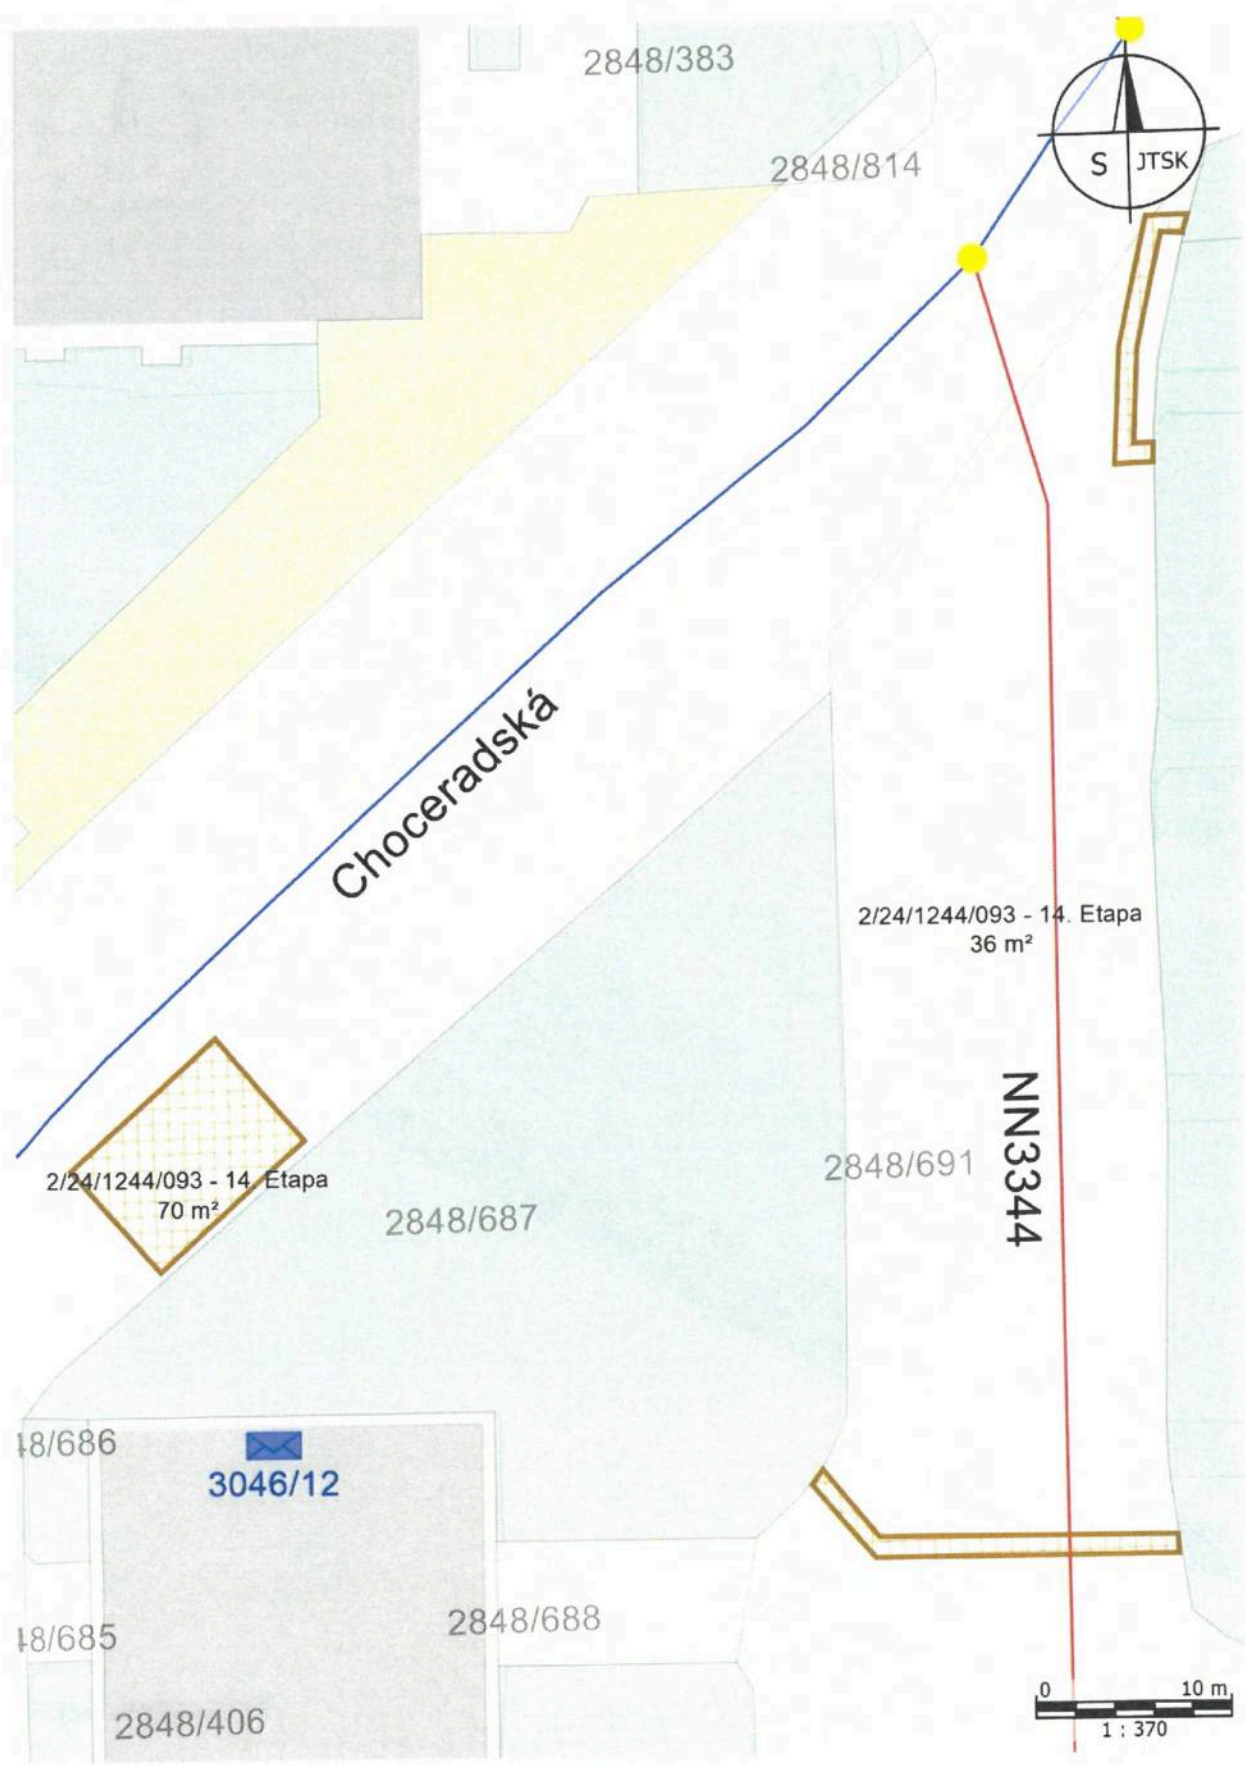 2848/383
2848/814
S JTSK
Choceradská
2/24/1244/093 - 14. Etapa
36 m²
NN3344
2848/691
2/24/1244/093 - 14. Etapa
70 m²
2848/687
48/686
3046/12
48/685
2848/688
2848/406
0 10 m
1 : 370